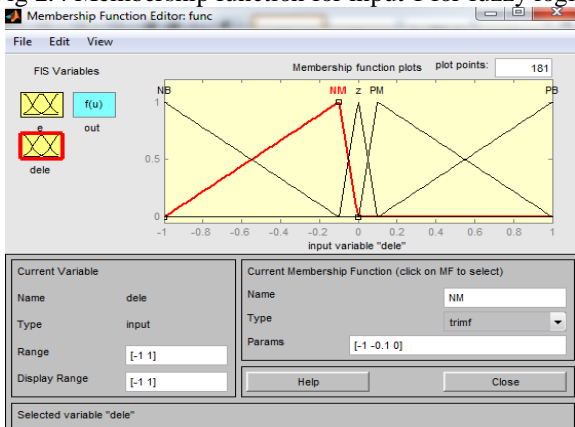 Membership Function Editor: func
File Edit View
FIS Variables
Membership function plots
plot points: 181
f(u)
e
out
dele
NB NM z PM PB
1
0.5
0
-1 -0.8 -0.6 -0.4 -0.2 0 0.2 0.4 0.6 0.8 1
input variable "dele"
Current Variable
Name dele
Type input
Range [-1 1]
Display Range [-1 1]
Current Membership Function (click on MF to select)
Name NM
Type trimf
Params [-1 -0.1 0]
Help Close
Selected variable "dele"